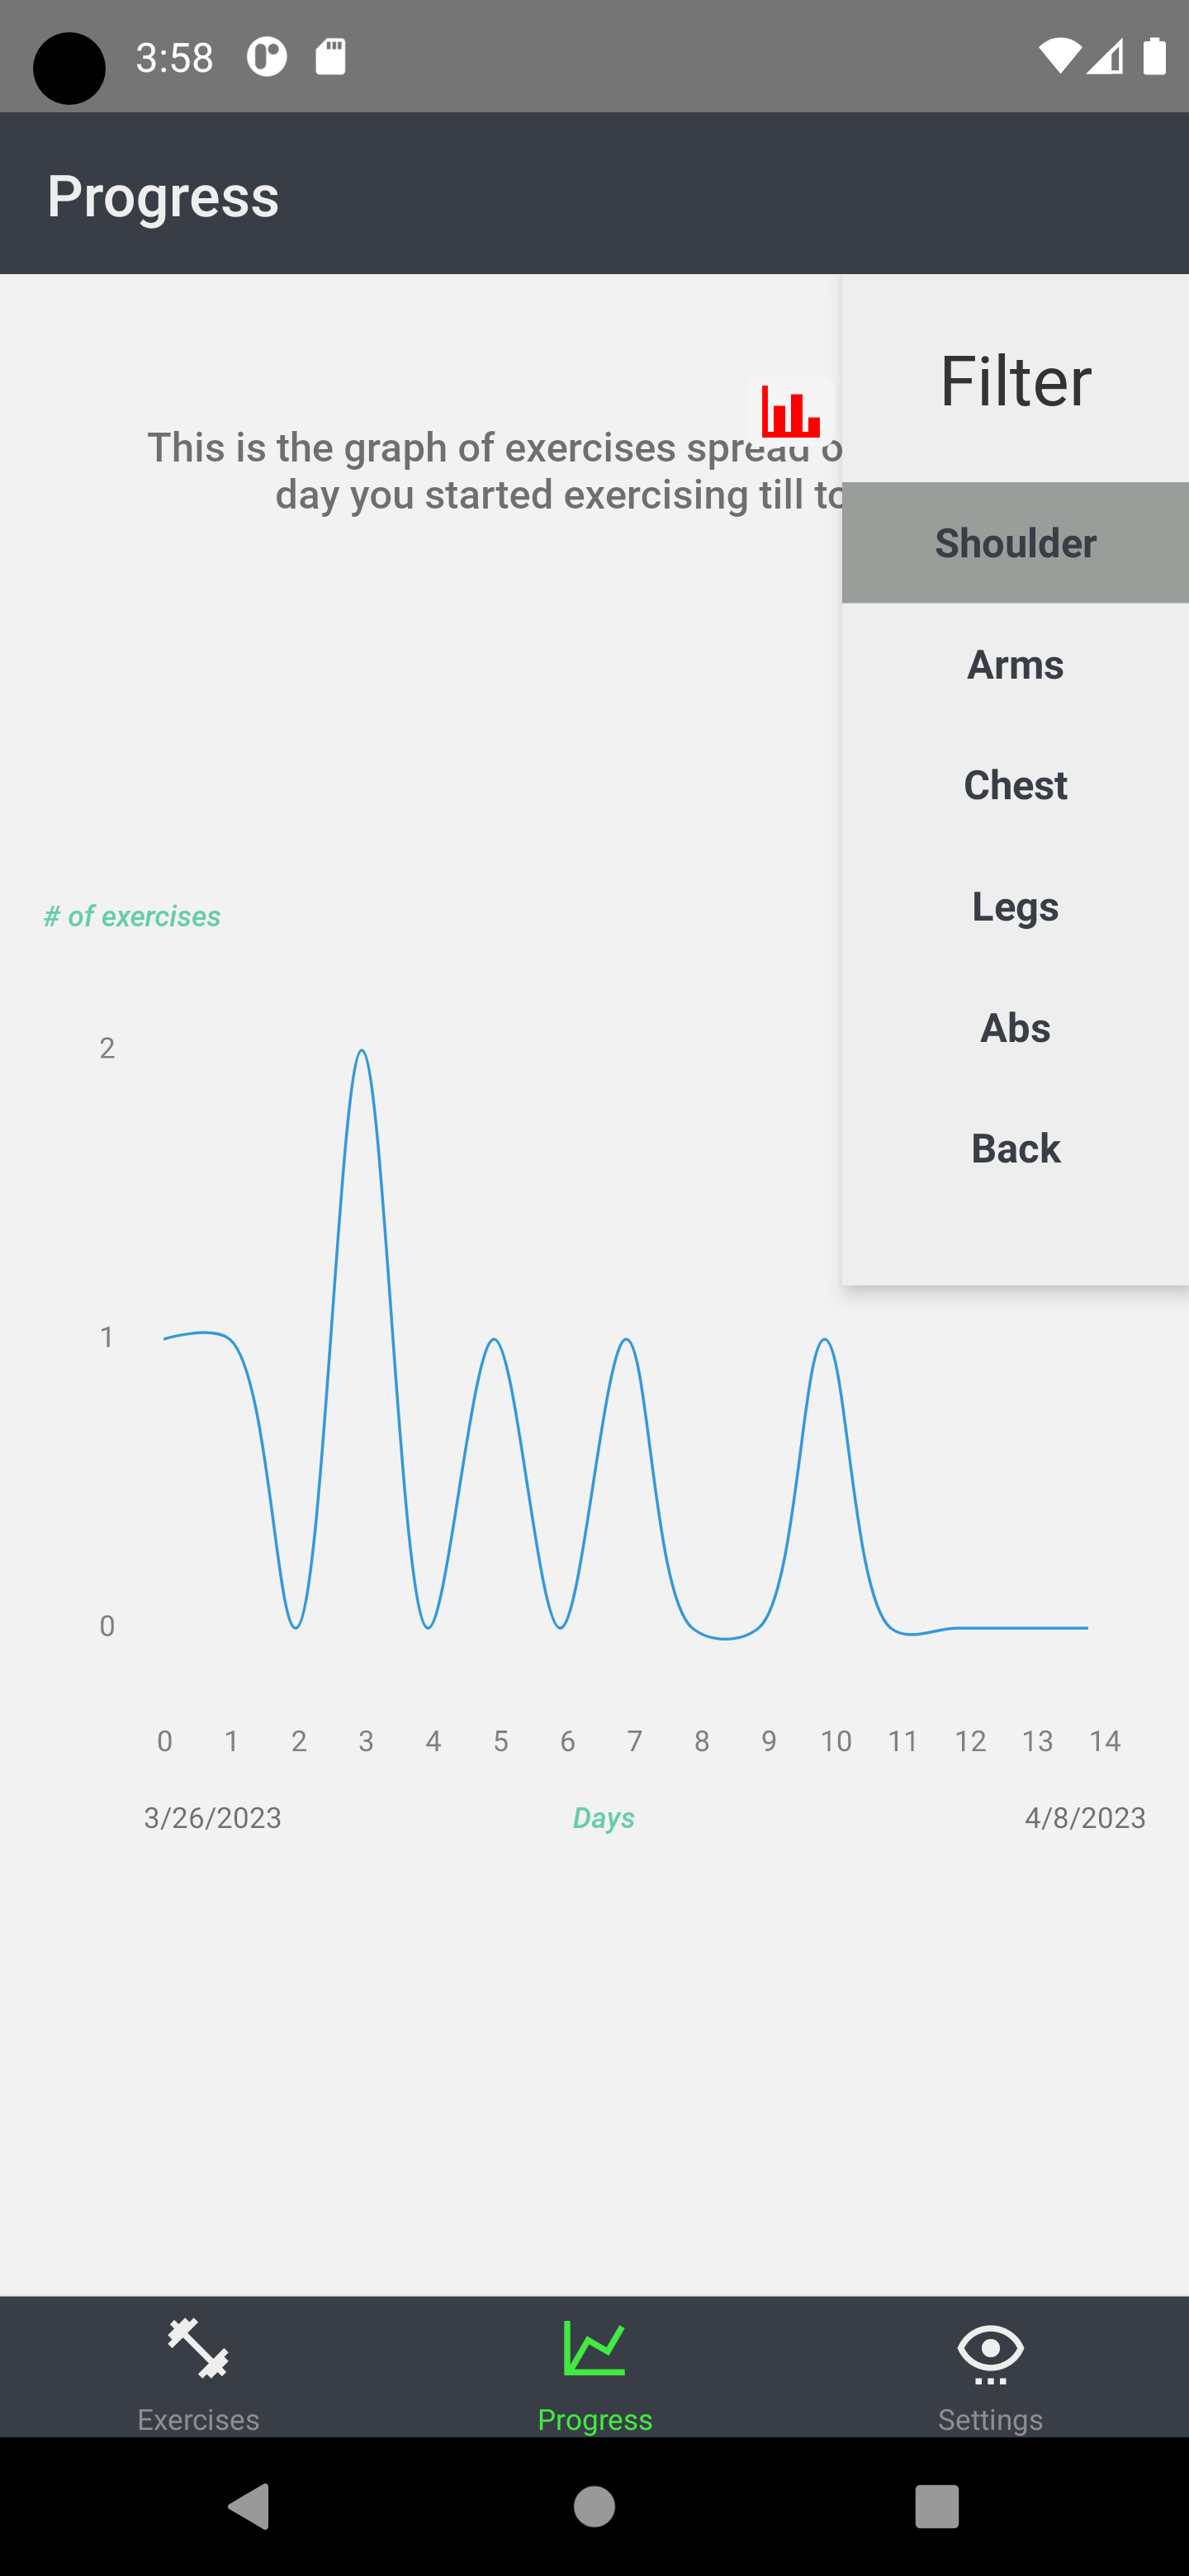 3:58
Progress
Filter
This is the graph of exercises spread
day you started exercising till
Shoulder
Arms
Chest
Legs
Abs
Back
# of exercises
2
1
0
0 1 2 3 4 5 6 7 8 9 10 11 12 13 14
3/26/2023 Days 4/8/2023
Exercises Progress Settings